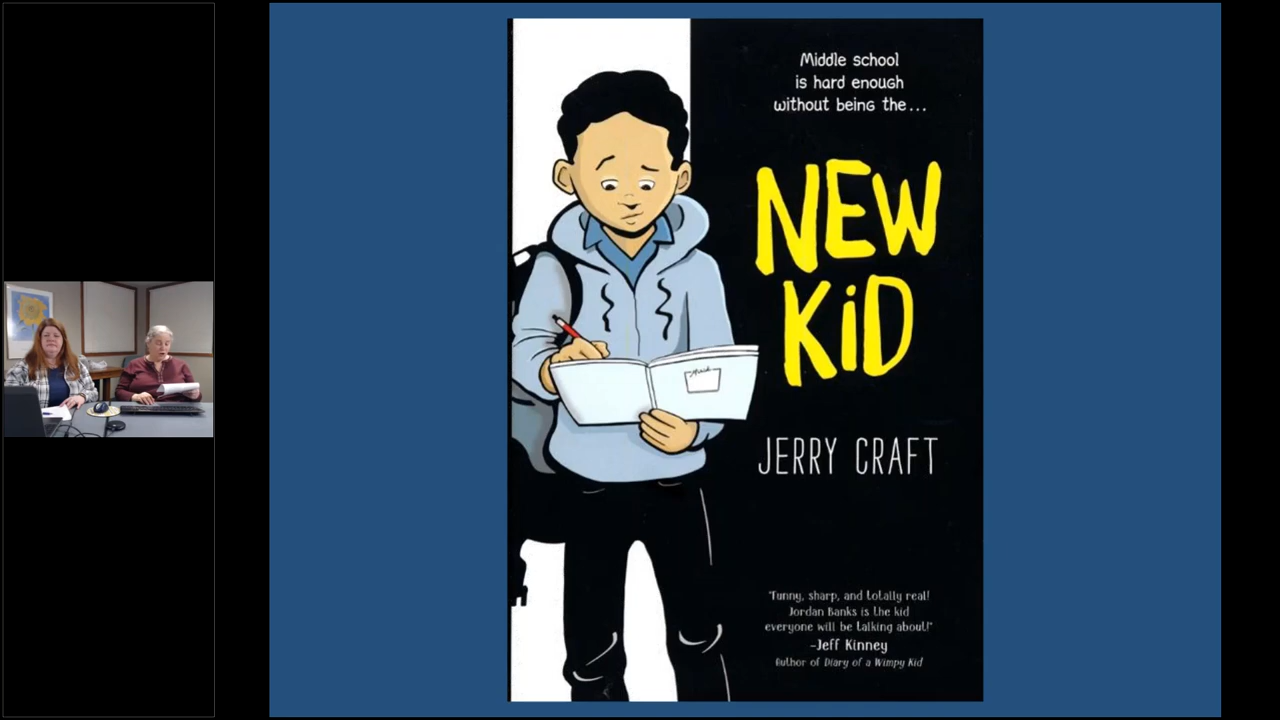 Middle school
is hard enough
without being the...
NEW
KiD
JERRY CRAFT
"Funny, sharp, and totally real!
Jordan Banks is the kid
everyone will be talking about!"
–Jeff Kinney
Author of Diary of a Wimpy Kid